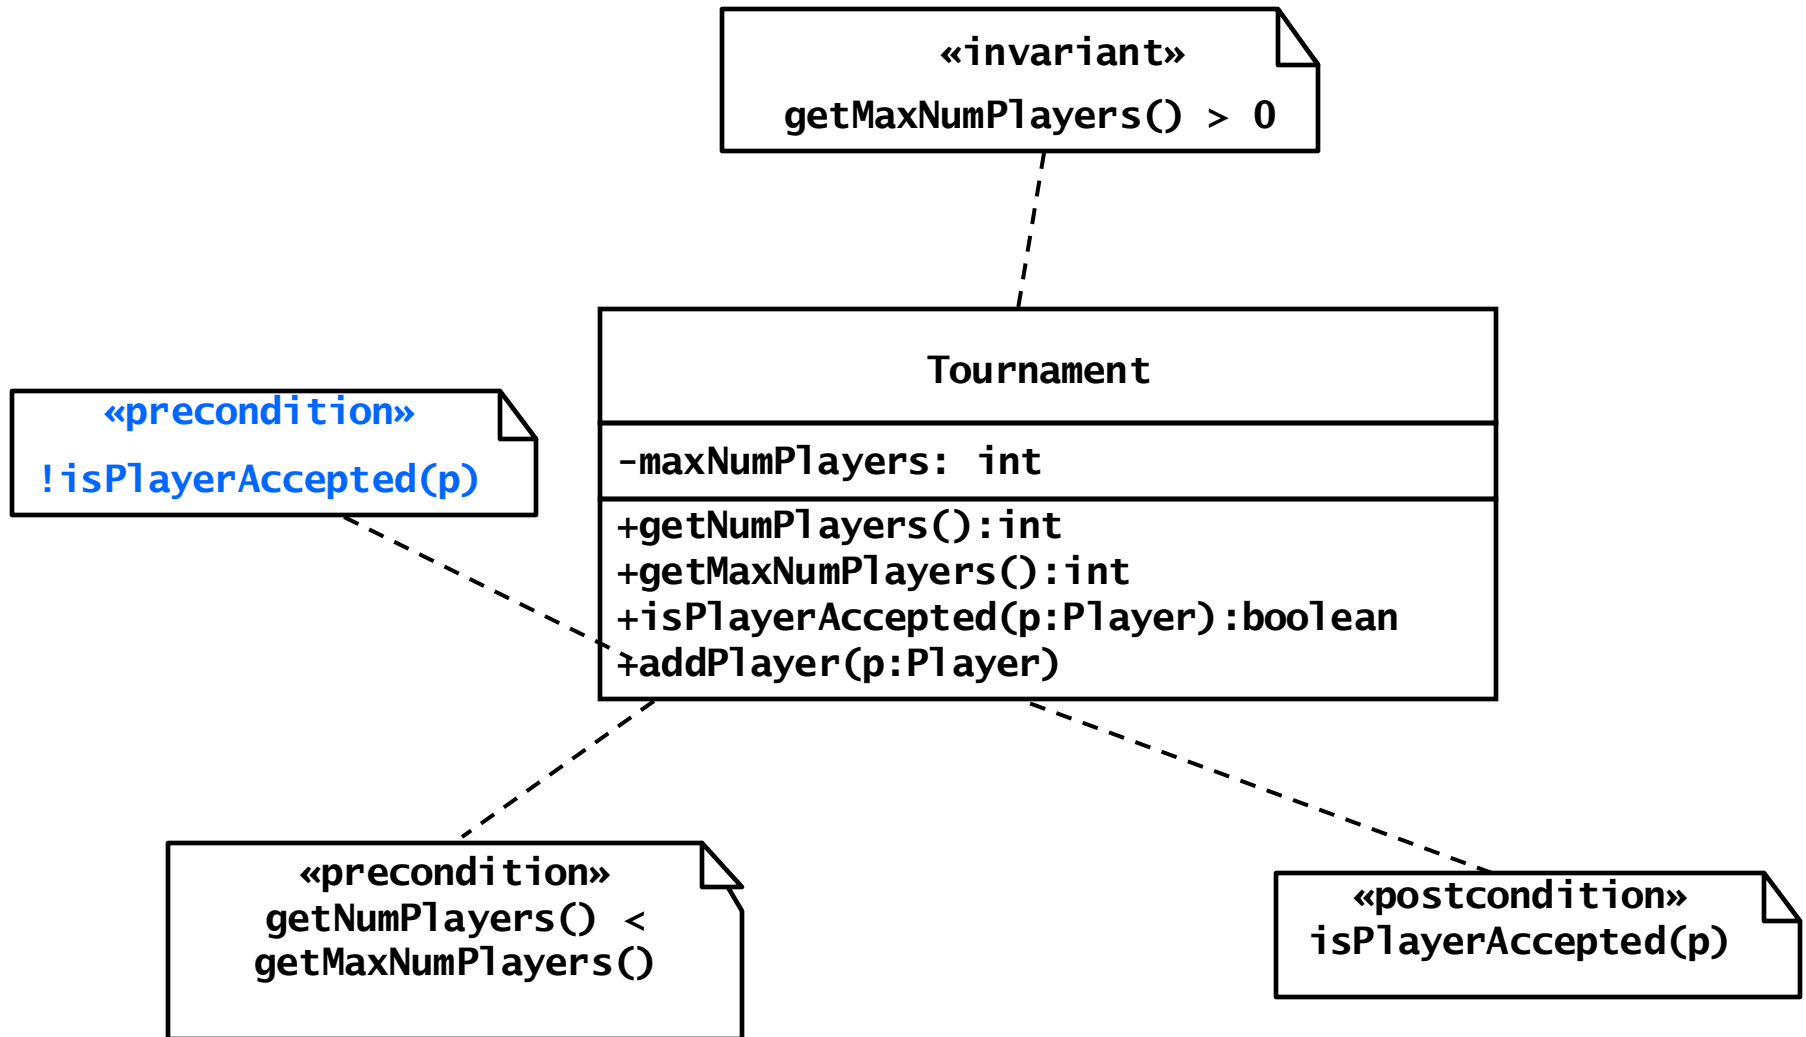 «invariant»
getMaxNumPlayers() > 0
Tournament
«precondition»
!isPlayerAccepted(p)
-maxNumPlayers: int
+getNumPlayers():int
+getMaxNumPlayers():int
+isPlayerAccepted(p:Player):boolean
+addPlayer(p:Player)
«precondition»
getNumPlayers() <
getMaxNumPlayers()
«postcondition»
isPlayerAccepted(p)